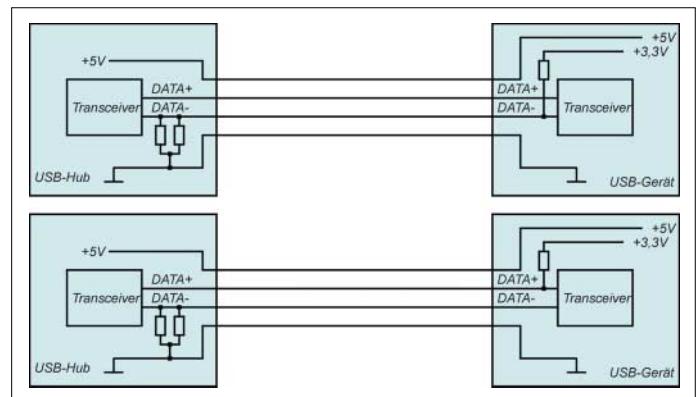 +5V
+5V
+3,3V
DATA+
DATA+
Transceiver
DATA-
DATA-
Transceiver
USB-Hub
USB-Gerät
+5V
+5V
+3,3V
DATA+
DATA+
Transceiver
DATA-
DATA-
Transceiver
USB-Hub
USB-Gerät